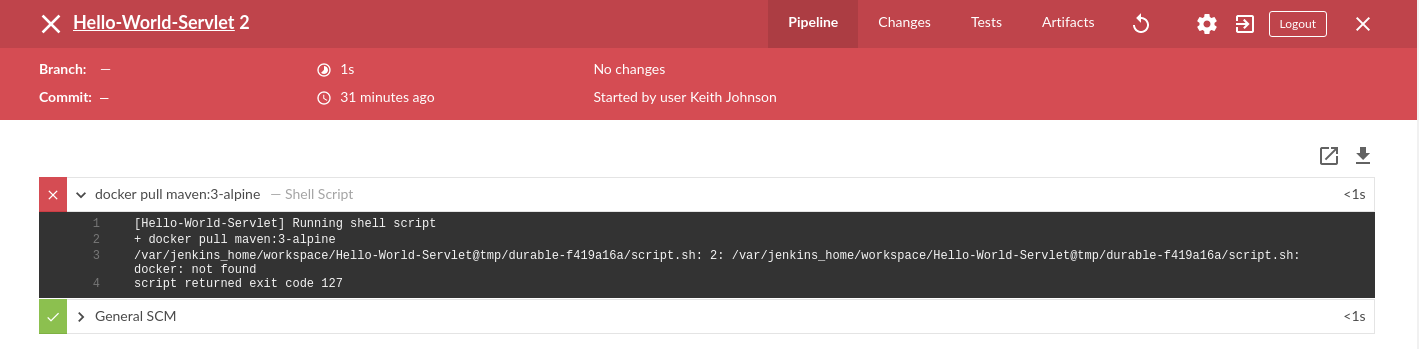 Hello-World-Servlet 2 Pipeline Changes Tests Artifacts Logout
Branch: — 1s No changes
Commit: — 31 minutes ago Started by user Keith Johnson
docker pull maven:3-alpine — Shell Script <1s
1 [Hello-World-Servlet] Running shell script
2 + docker pull maven:3-alpine
3 /var/jenkins_home/workspace/Hello-World-Servlet@tmp/durable-f419a16a/script.sh: 2: /var/jenkins_home/workspace/Hello-World-Servlet@tmp/durable-f419a16a/script.sh:
docker: not found
4 script returned exit code 127
General SCM <1s